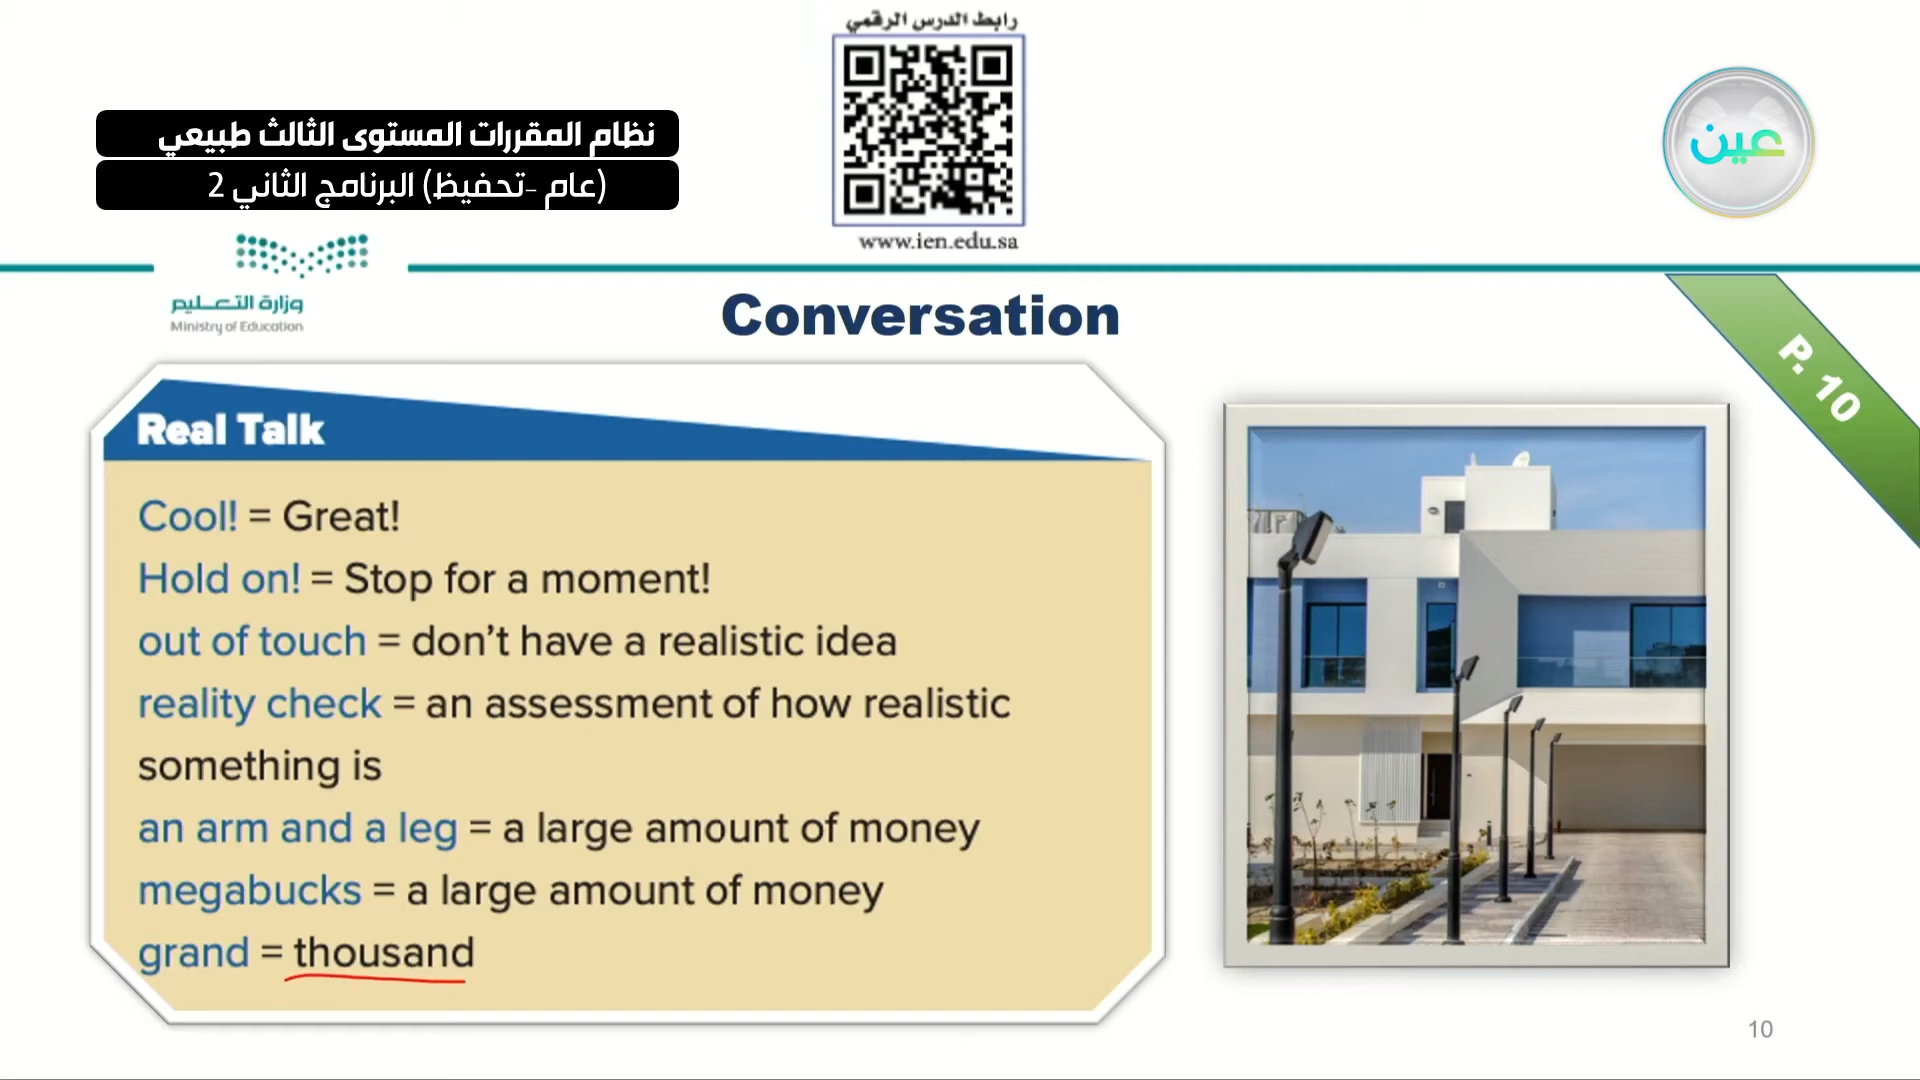 رابط الدرس الرقمي
نظام المقررات المستوى الثالث طبيعي
(عام -تحفيظ) البرنامج الثاني 2
عين
www.ien.edu.sa
وزارة التعليم
Ministry of Education
Conversation
P. 10
Real Talk
Cool! = Great!
Hold on! = Stop for a moment!
out of touch = don’t have a realistic idea
reality check = an assessment of how realistic
something is
an arm and a leg = a large amount of money
megabucks = a large amount of money
grand = thousand
10